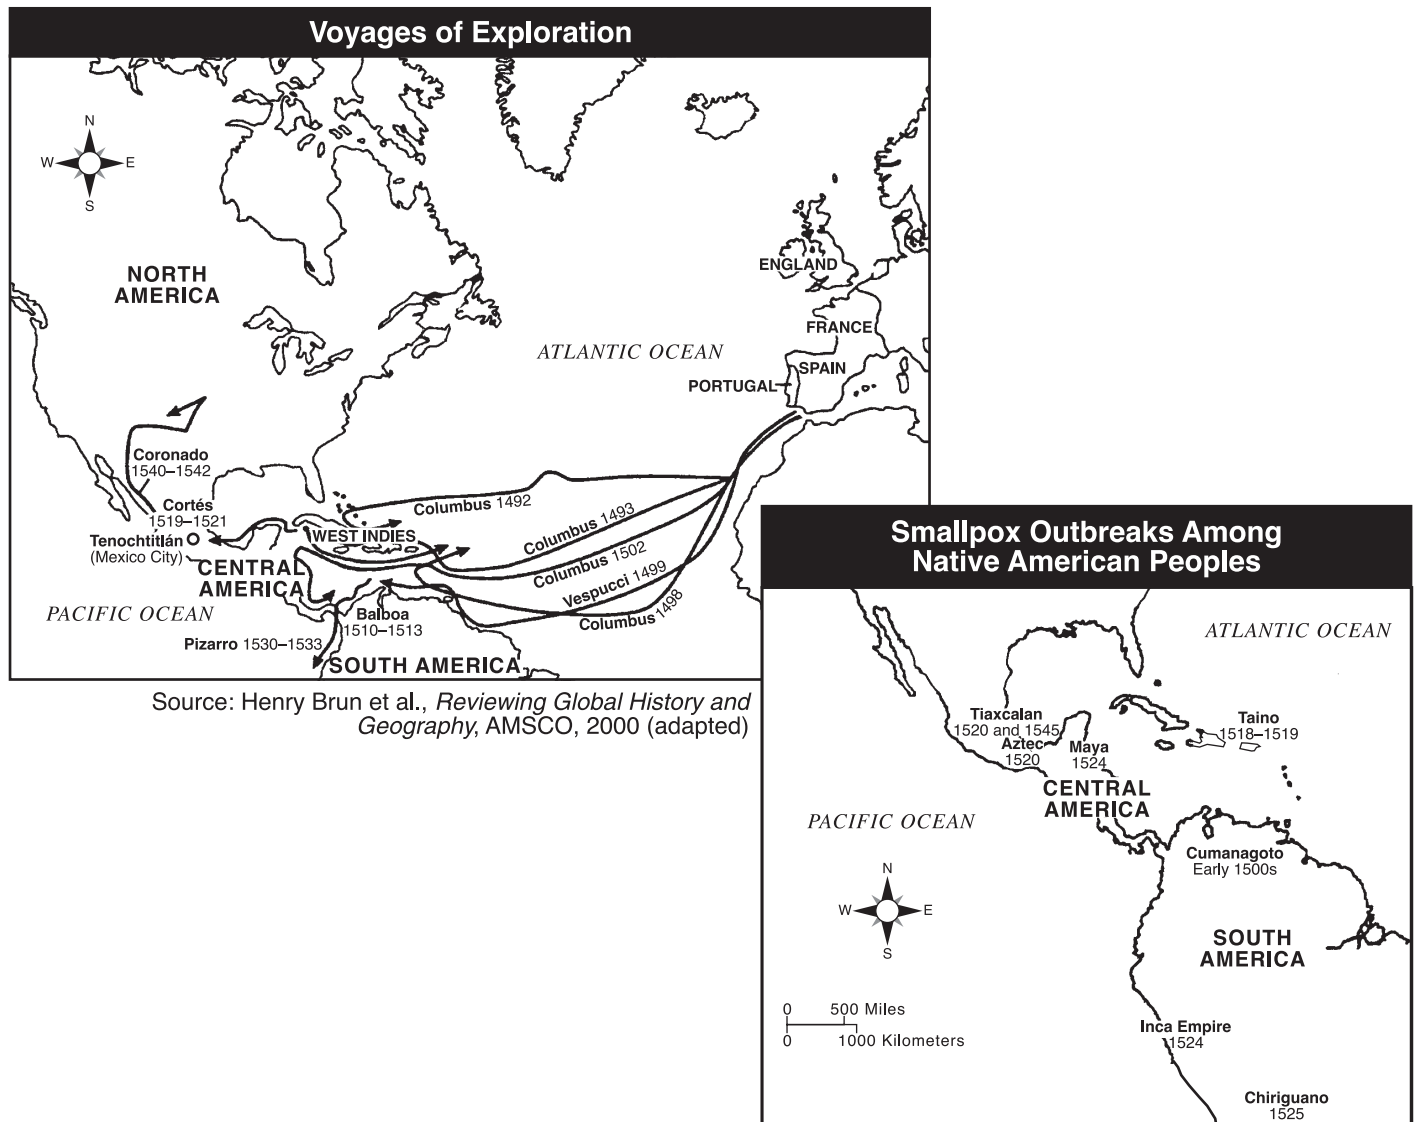 Voyages of Exploration
N
W E
S
NORTH
AMERICA
ENGLAND
FRANCE
ATLANTIC OCEAN
SPAIN
PORTUGAL
Coronado
1540–1542
Cortés
1519–1521
Tenochtitlán
(Mexico City)
Columbus 1492
WEST INDIES
Columbus 1493
Columbus 1502
CENTRAL
AMERICA
Vespucci 1499
Columbus 1498
PACIFIC OCEAN
Balboa
1510–1513
Pizarro 1530–1533
SOUTH AMERICA
Source: Henry Brun et al., Reviewing Global History and
Geography, AMSCO, 2000 (adapted)
Smallpox Outbreaks Among
Native American Peoples
ATLANTIC OCEAN
Tiaxcalan
1520 and 1545
Aztec
1520
Maya
1524
Taino
1518–1519
CENTRAL
AMERICA
PACIFIC OCEAN
Cumanagoto
Early 1500s
N
W E
S
SOUTH
AMERICA
0 500 Miles
0 1000 Kilometers
Inca Empire
1524
Chiriguano
1525